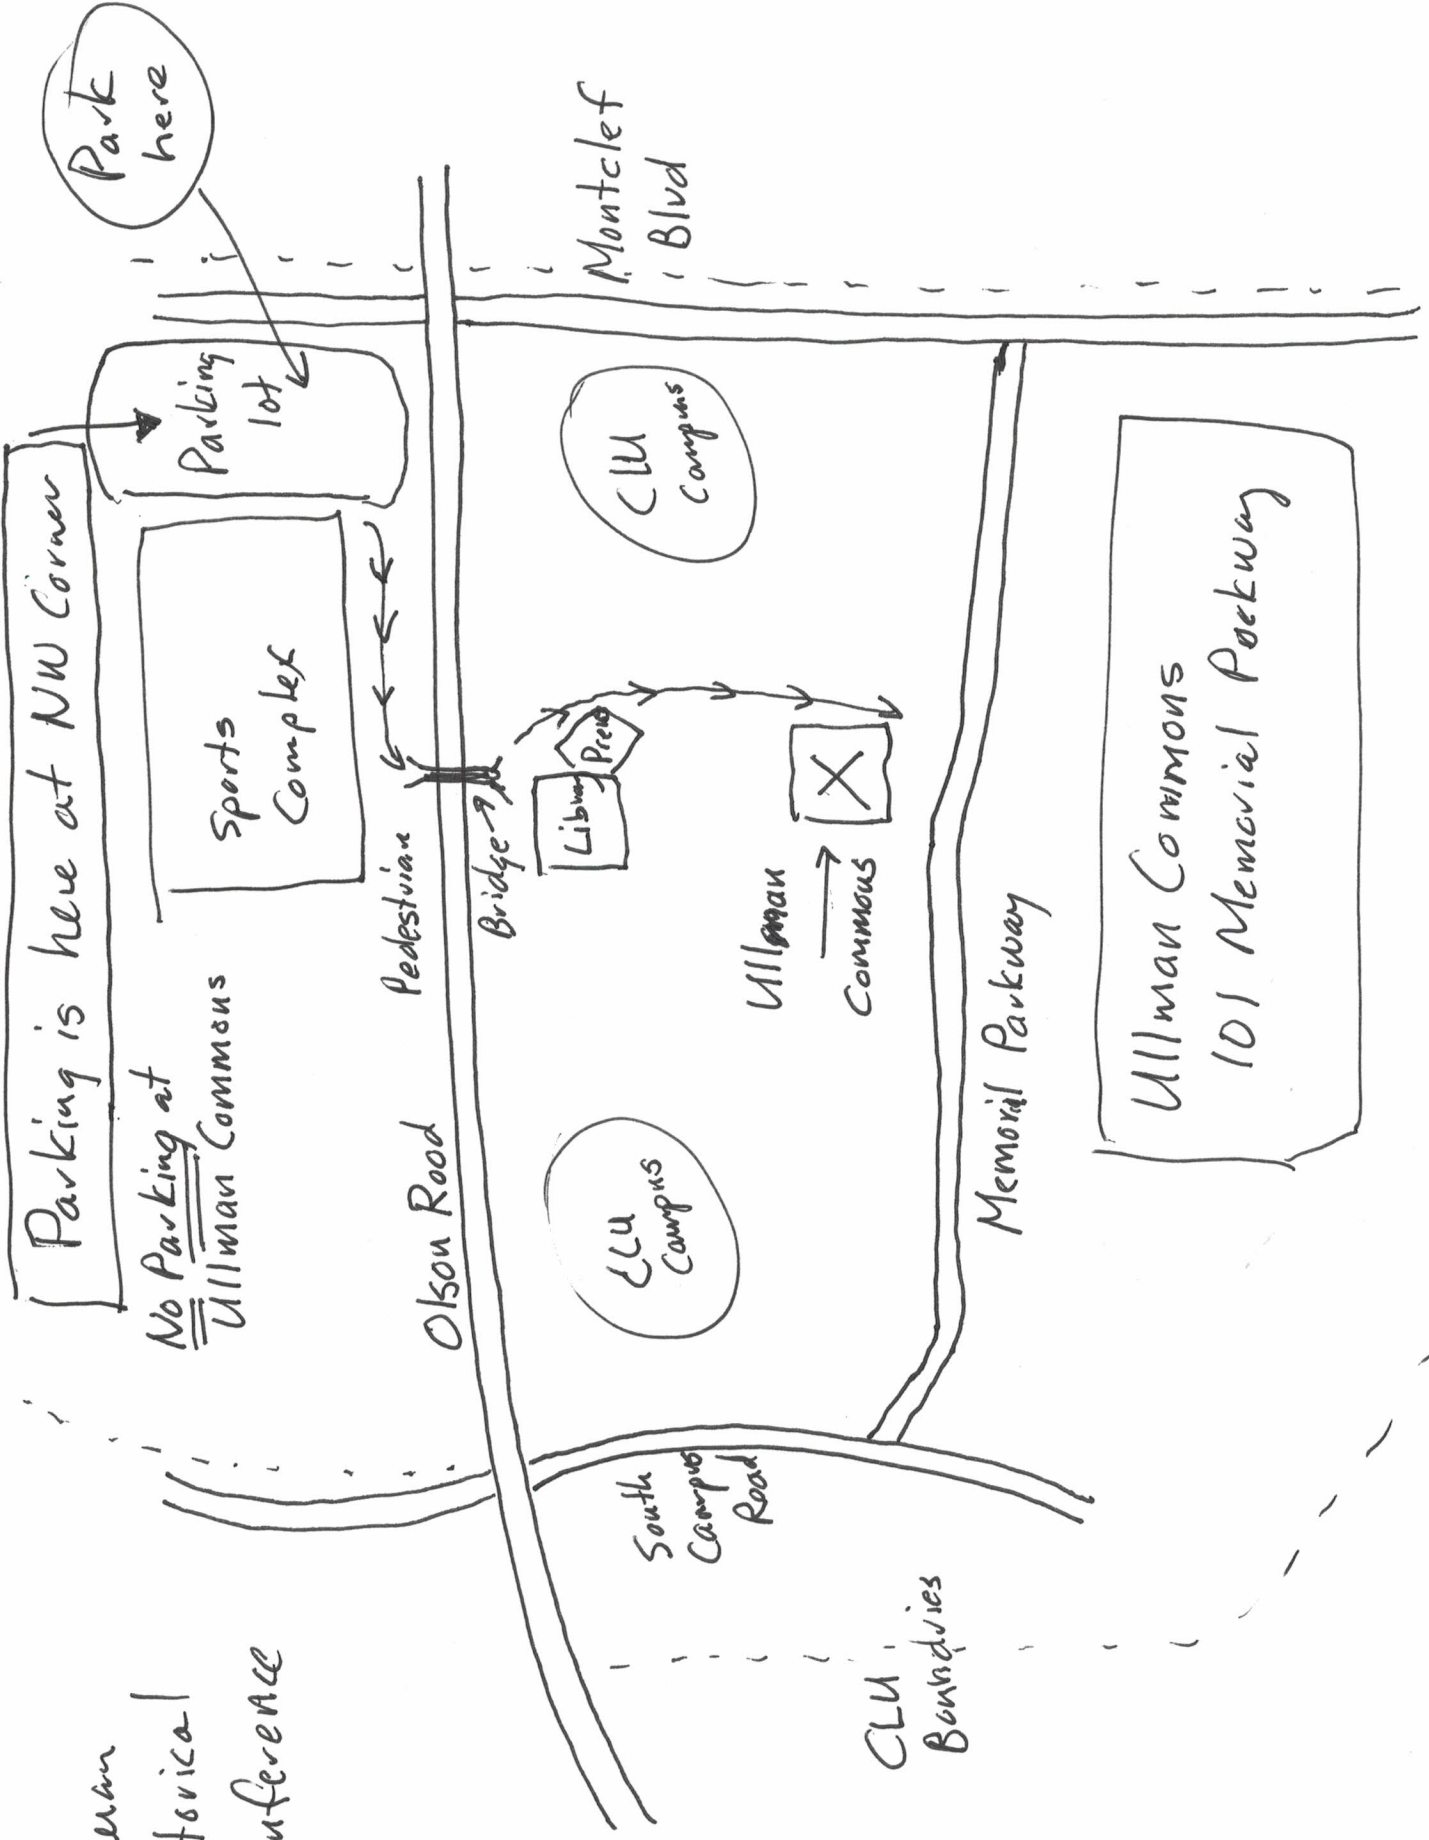 Park
here
Parking is here at NW Corner
Parking
lot
Sports
Complex
No Parking at
Ullman Commons
Montclef
Blvd
Olson Road
Pedestrian
Bridge
Library
CLU
Campus
CLU
Campus
Ullman
Commons
South
Campus
Road
Memorial Parkway
Ullman Commons
101 Memorial Parkway
CLU
Boundries